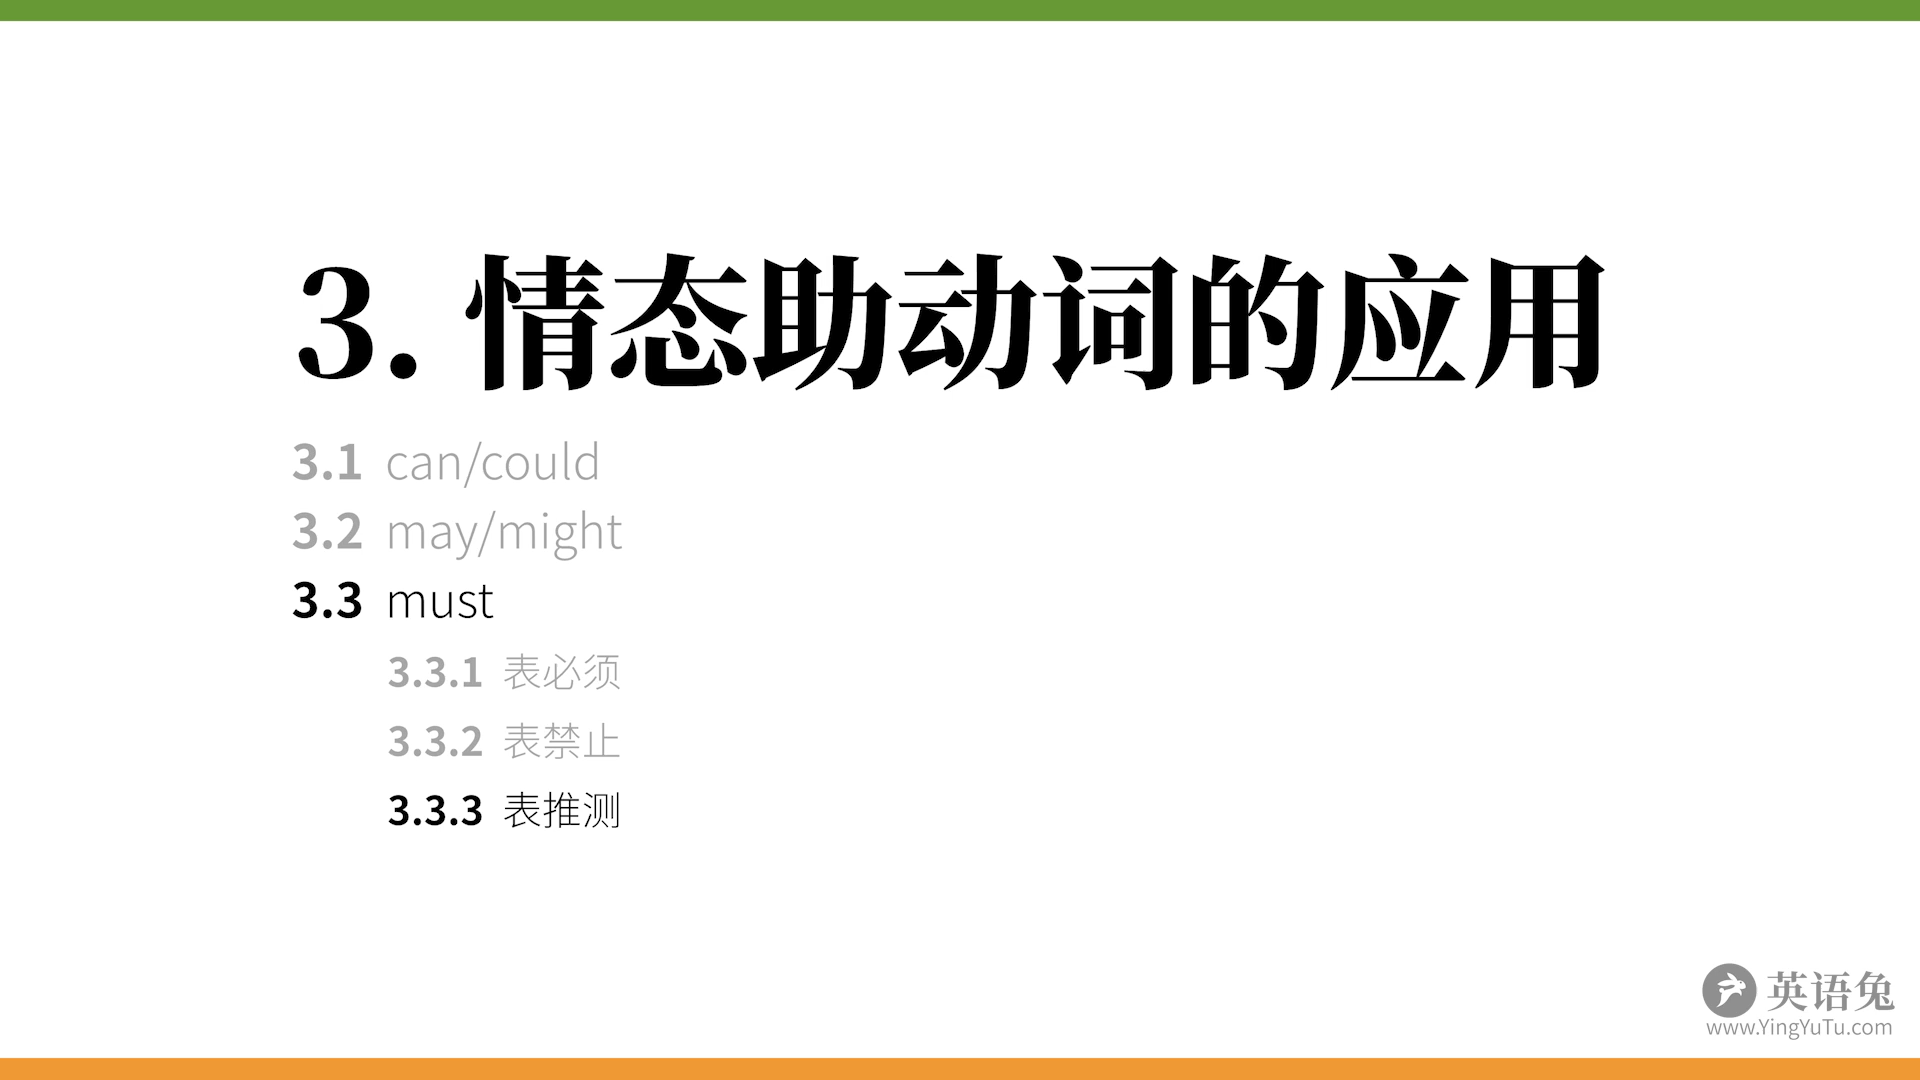 3. 情态助动词的应用
3.1 can/could
3.2 may/might
3.3 must
3.3.1 表必须
3.3.2 表禁止
3.3.3 表推测
英语兔
www.YingYuTu.com